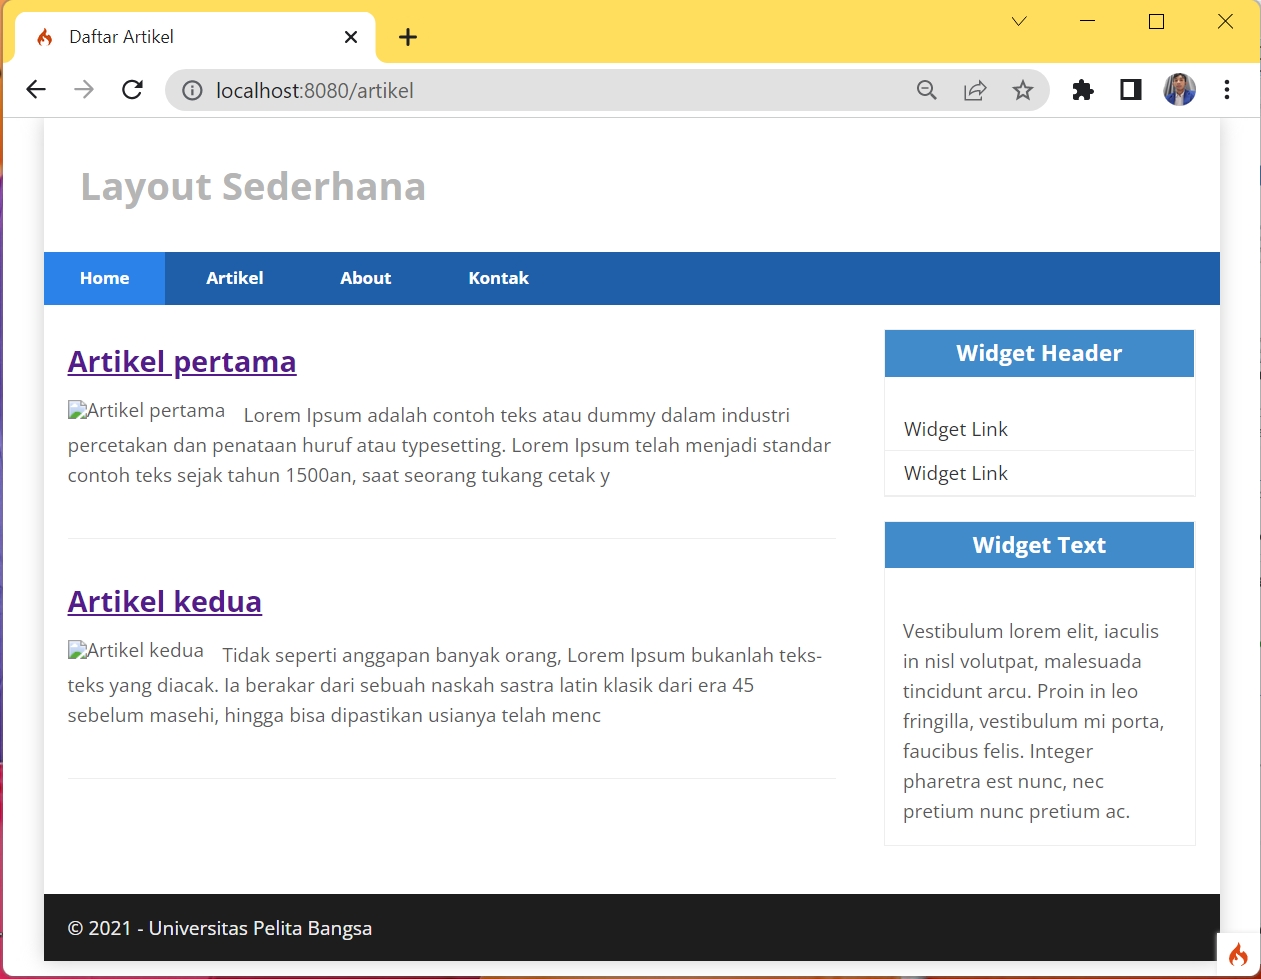 Daftar Artikel
localhost:8080/artikel
Layout Sederhana
Home Artikel About Kontak
Artikel pertama
Artikel pertama Lorem Ipsum adalah contoh teks atau dummy dalam industri
percetakan dan penataan huruf atau typesetting. Lorem Ipsum telah menjadi standar
contoh teks sejak tahun 1500an, saat seorang tukang cetak y
Artikel kedua
Artikel kedua Tidak seperti anggapan banyak orang, Lorem Ipsum bukanlah teks-
teks yang diacak. Ia berakar dari sebuah naskah sastra latin klasik dari era 45
sebelum masehi, hingga bisa dipastikan usianya telah menc
Widget Header
Widget Link
Widget Link
Widget Text
Vestibulum lorem elit, iaculis
in nisl volutpat, malesuada
tincidunt arcu. Proin in leo
fringilla, vestibulum mi porta,
faucibus felis. Integer
pharetra est nunc, nec
pretium nunc pretium ac.
© 2021 - Universitas Pelita Bangsa